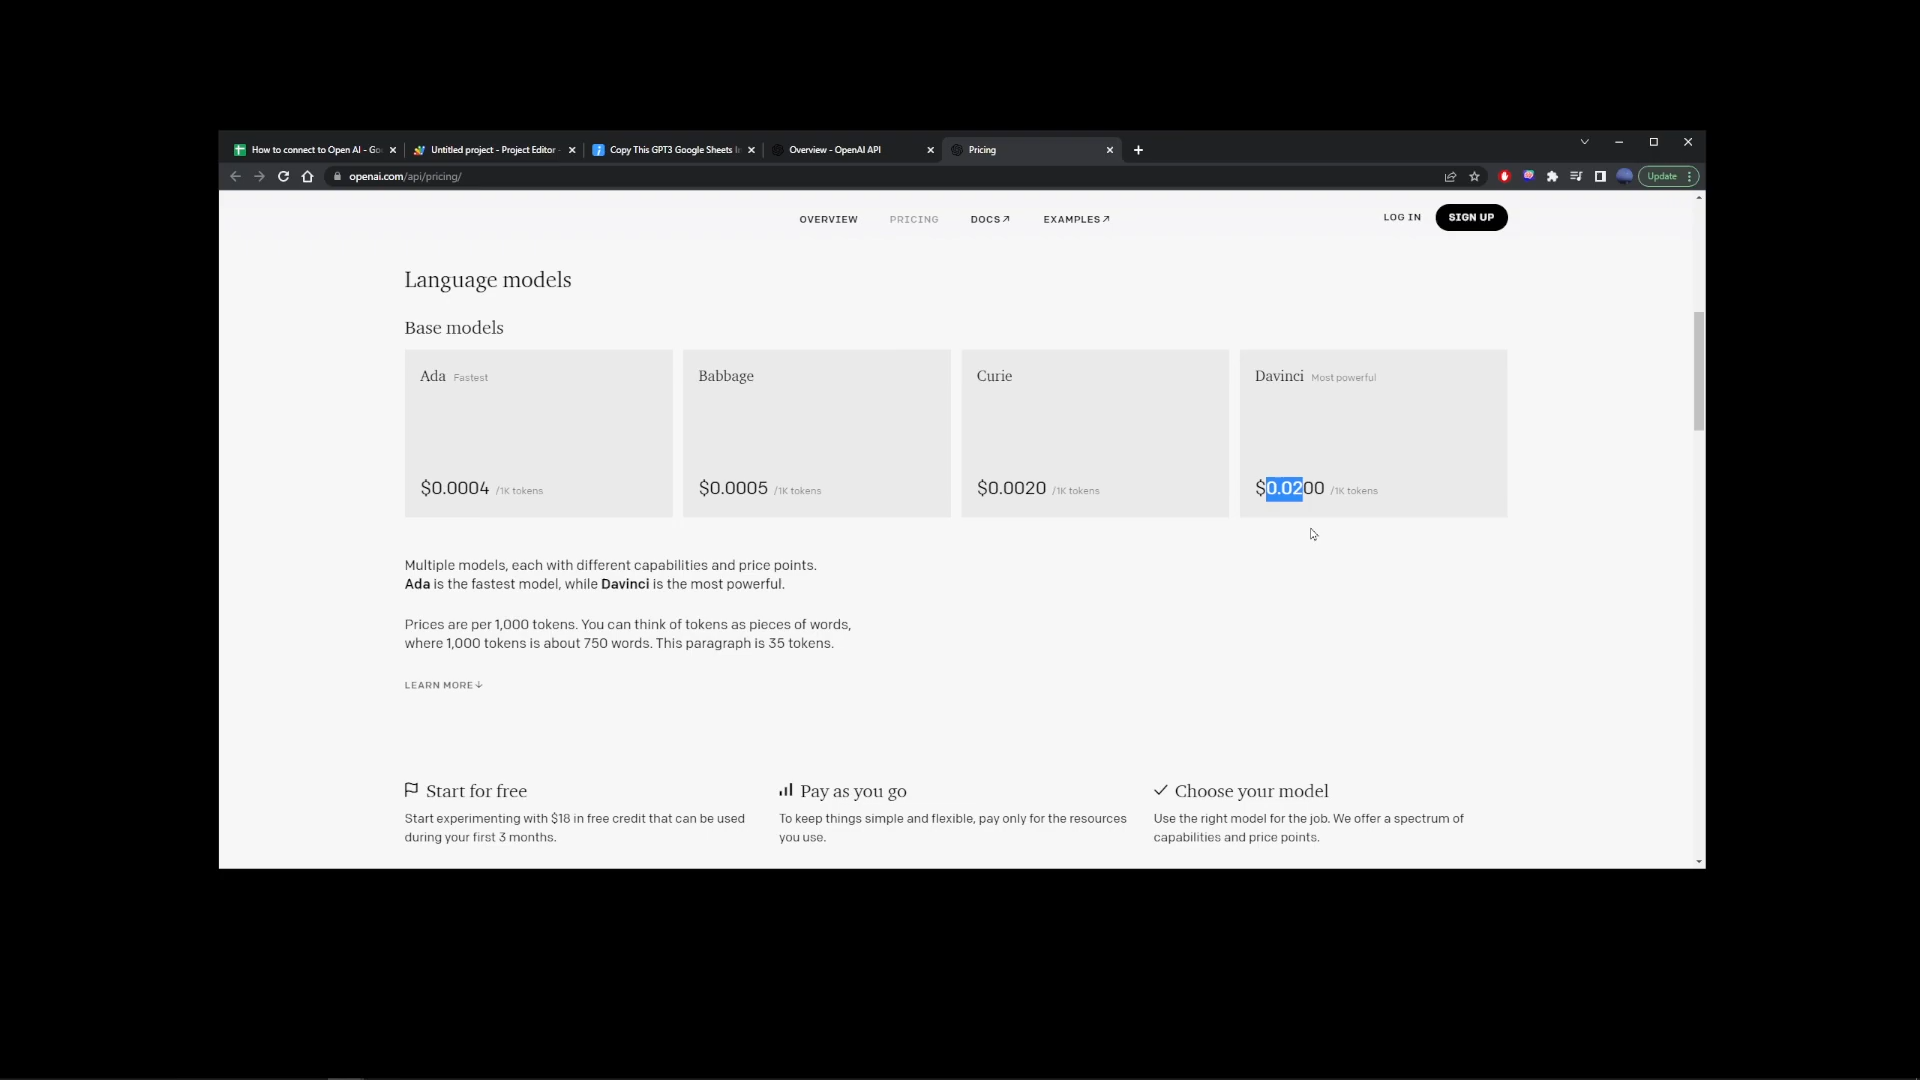 How to connect to Open AI - Go
Untitled project - Project Editor -
Copy This GPT3 Google Sheets I
Overview - OpenAI API
Pricing
openai.com/api/pricing/
Update
OVERVIEW
PRICING
DOCS↗
EXAMPLES↗
LOG IN
SIGN UP
Language models
Base models
Ada Fastest
Babbage
Curie
Davinci Most powerful
$0.0004 /1K tokens
$0.0005 /1K tokens
$0.0020 /1K tokens
$0.0200 /1K tokens
Multiple models, each with different capabilities and price points.
Ada is the fastest model, while Davinci is the most powerful.
Prices are per 1,000 tokens. You can think of tokens as pieces of words,
where 1,000 tokens is about 750 words. This paragraph is 35 tokens.
LEARN MORE↓
Start for free
Start experimenting with $18 in free credit that can be used
during your first 3 months.
Pay as you go
To keep things simple and flexible, pay only for the resources
you use.
Choose your model
Use the right model for the job. We offer a spectrum of
capabilities and price points.